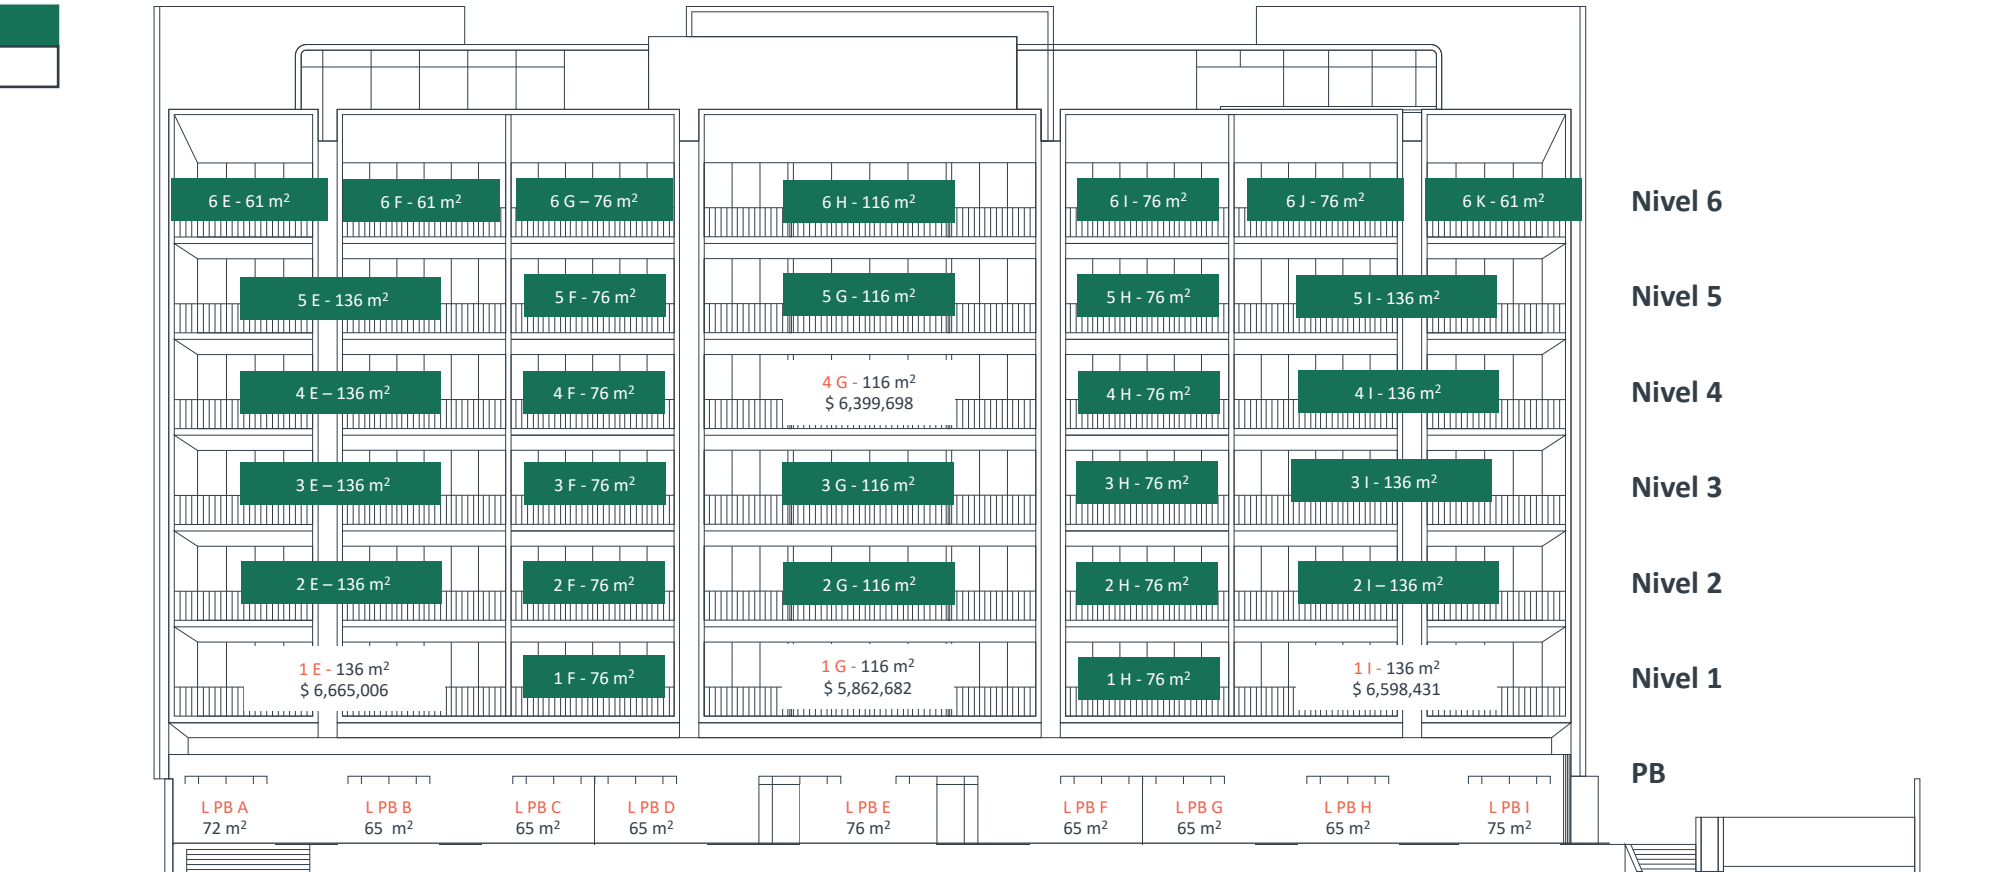 6 E - 61 m²
6 F - 61 m²
6 G – 76 m²
6 H - 116 m²
6 I - 76 m²
6 J - 76 m²
6 K - 61 m²
Nivel 6
5 E - 136 m²
5 F - 76 m²
5 G - 116 m²
5 H - 76 m²
5 I - 136 m²
Nivel 5
4 E – 136 m²
4 F - 76 m²
4 G - 116 m²
$ 6,399,698
4 H - 76 m²
4 I - 136 m²
Nivel 4
3 E – 136 m²
3 F - 76 m²
3 G - 116 m²
3 H - 76 m²
3 I - 136 m²
Nivel 3
2 E – 136 m²
2 F - 76 m²
2 G - 116 m²
2 H - 76 m²
2 I – 136 m²
Nivel 2
1 E - 136 m²
$ 6,665,006
1 F - 76 m²
1 G - 116 m²
$ 5,862,682
1 H - 76 m²
1 I - 136 m²
$ 6,598,431
Nivel 1
PB
L PB A
72 m²
L PB B
65 m²
L PB C
65 m²
L PB D
65 m²
L PB E
76 m²
L PB F
65 m²
L PB G
65 m²
L PB H
65 m²
L PB I
75 m²